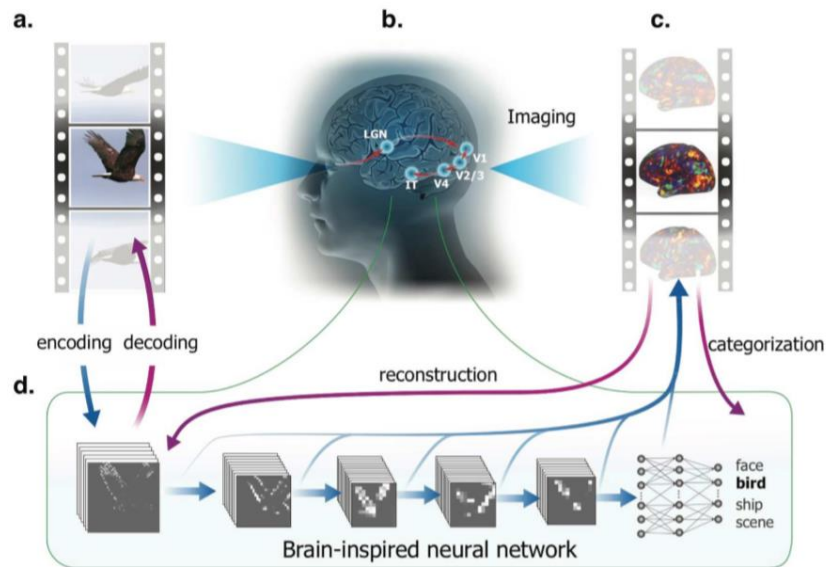 a.
b.
c.
Imaging
LGN
V1
V2/3
V4
IT
encoding
decoding
categorization
reconstruction
d.
face
bird
ship
scene
Brain-inspired neural network